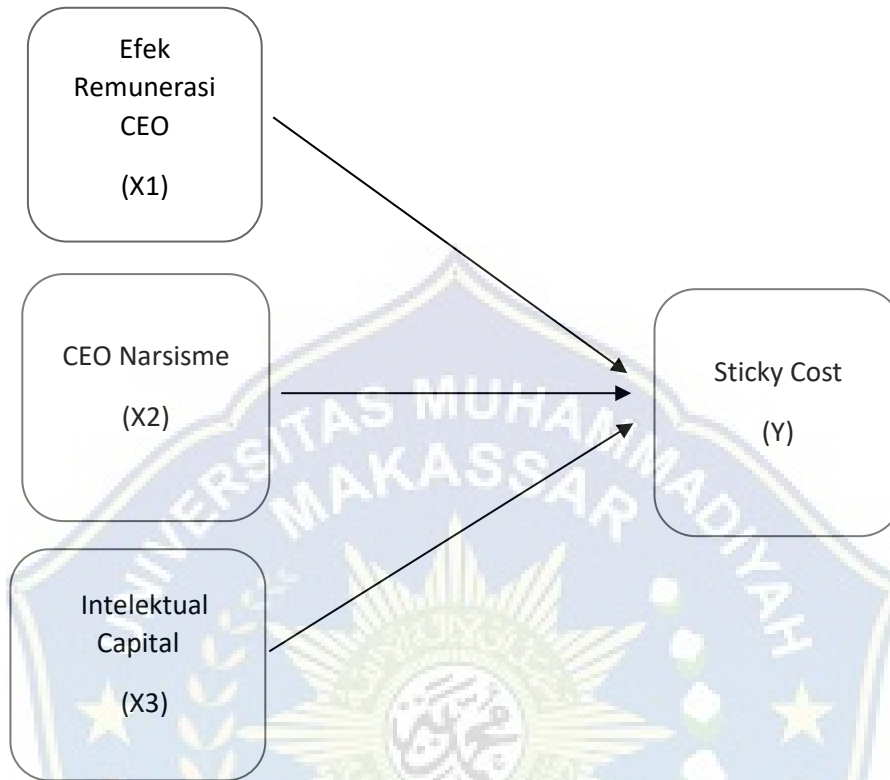 Efek
Remunerasi
CEO
(X1)
CEO Narsisme
(X2)
Sticky Cost
(Y)
UNIVERSITAS MUHAMMADIYAH
MAKASSAR
Intelektual
Capital
(X3)